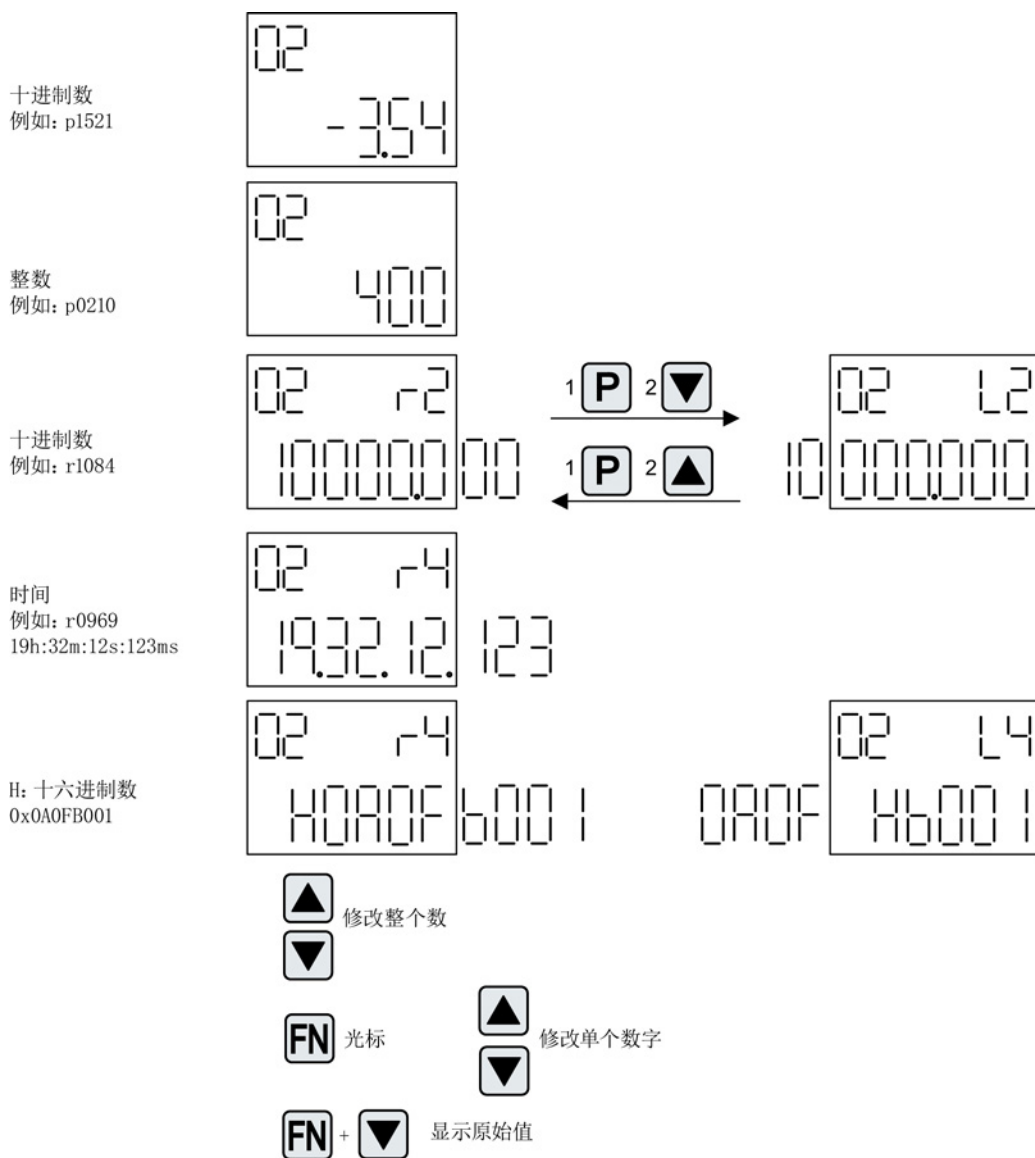 02
十进制数
例如: p1521
-3.54
02
整数
例如: p0210
400
02 r2
1 P 2 ▼
02 L2
十进制数
例如: r1084
10000.000
1 P 2 ▲
10000.000
02 r4
时间
例如: r0969
19h:32m:12s:123ms
19.32.12. 123
02 r4
02 L4
H: 十六进制数
0x0A0FB001
H0A0Fb001
0A0F Hb001
▲
修改整个数
▼
FN 光标
▲
修改单个数字
▼
FN + ▼ 显示原始值